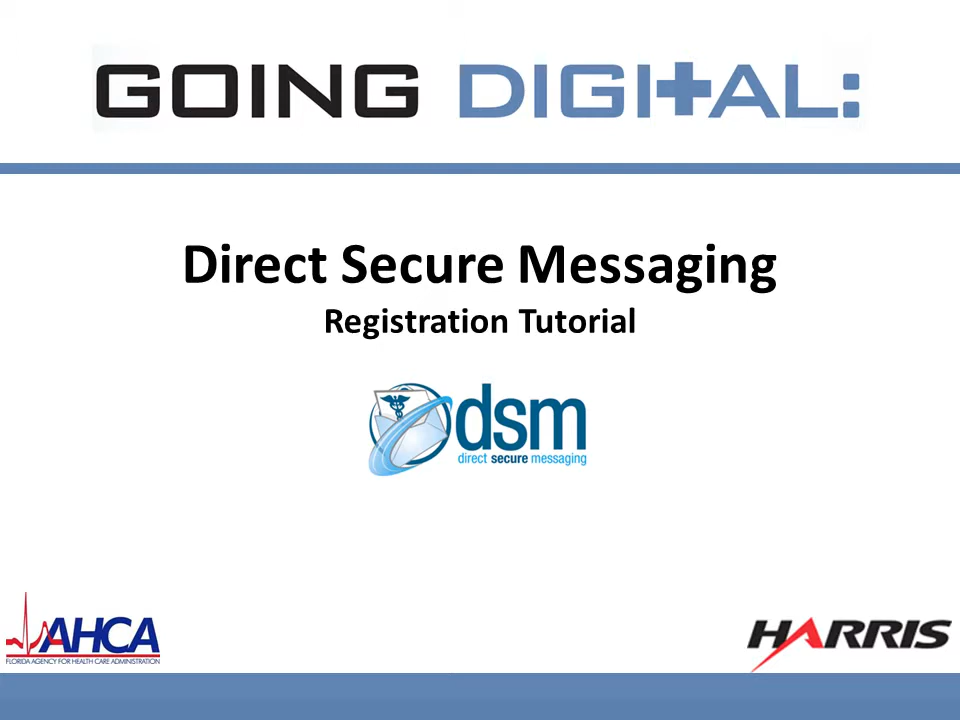 GOING DIGITAL:
Direct Secure Messaging
Registration Tutorial
dsm
direct secure messaging
AHCA
FLORIDA AGENCY FOR HEALTH CARE ADMINISTRATION
HARRIS